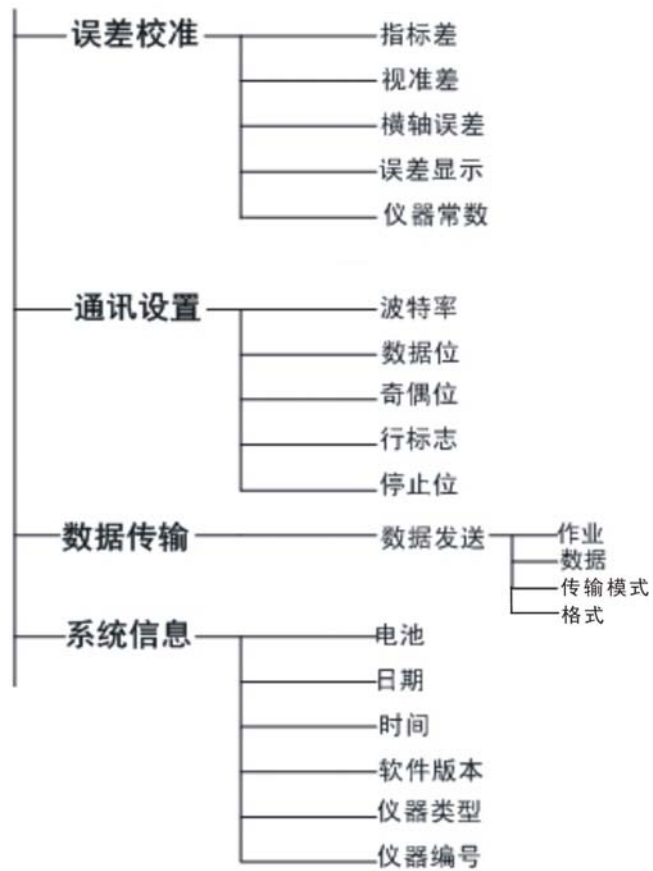 误差校准
指标差
视准差
横轴误差
误差显示
仪器常数
通讯设置
波特率
数据位
奇偶位
行标志
停止位
数据传输
数据发送
作业
数据
传输模式
格式
系统信息
电池
日期
时间
软件版本
仪器类型
仪器编号